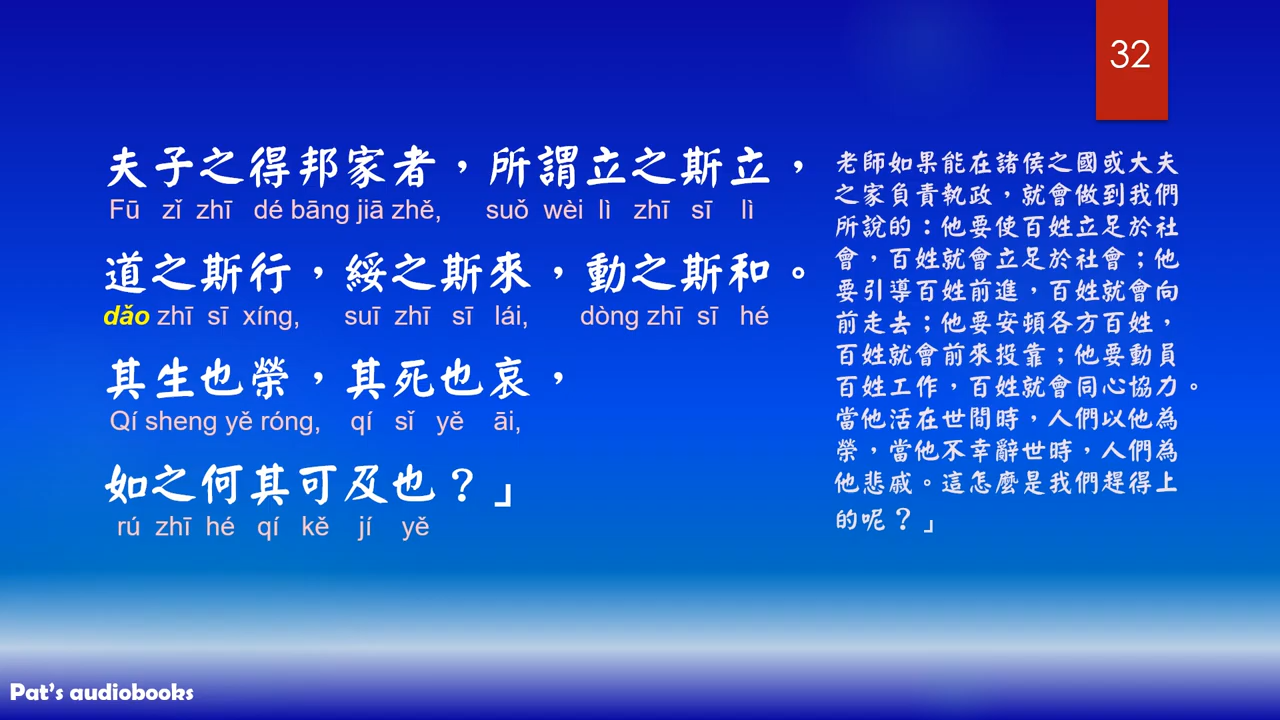 32
夫子之得邦家者，所謂立之斯立，
Fū zǐ zhī dé bāng jiā zhě, suǒ wèi lì zhī sī lì
道之斯行，綏之斯來，動之斯和。
dǎo zhī sī xíng, suī zhī sī lái, dòng zhī sī hé
其生也榮，其死也哀，
Qí sheng yě róng, qí sǐ yě āi,
如之何其可及也？」
rú zhī hé qí kě jí yě
老師如果能在諸侯之國或大夫
之家負責執政，就會做到我們
所說的：他要使百姓立足於社
會，百姓就會立足於社會；他
要引導百姓前進，百姓就會向
前走去；他要安頓各方百姓，
百姓就會前來投靠；他要動員
百姓工作，百姓就會同心協力。
當他活在世間時，人們以他為
榮，當他不幸辭世時，人們為
他悲戚。這怎麼是我們趕得上
的呢？」
Pat's audiobooks